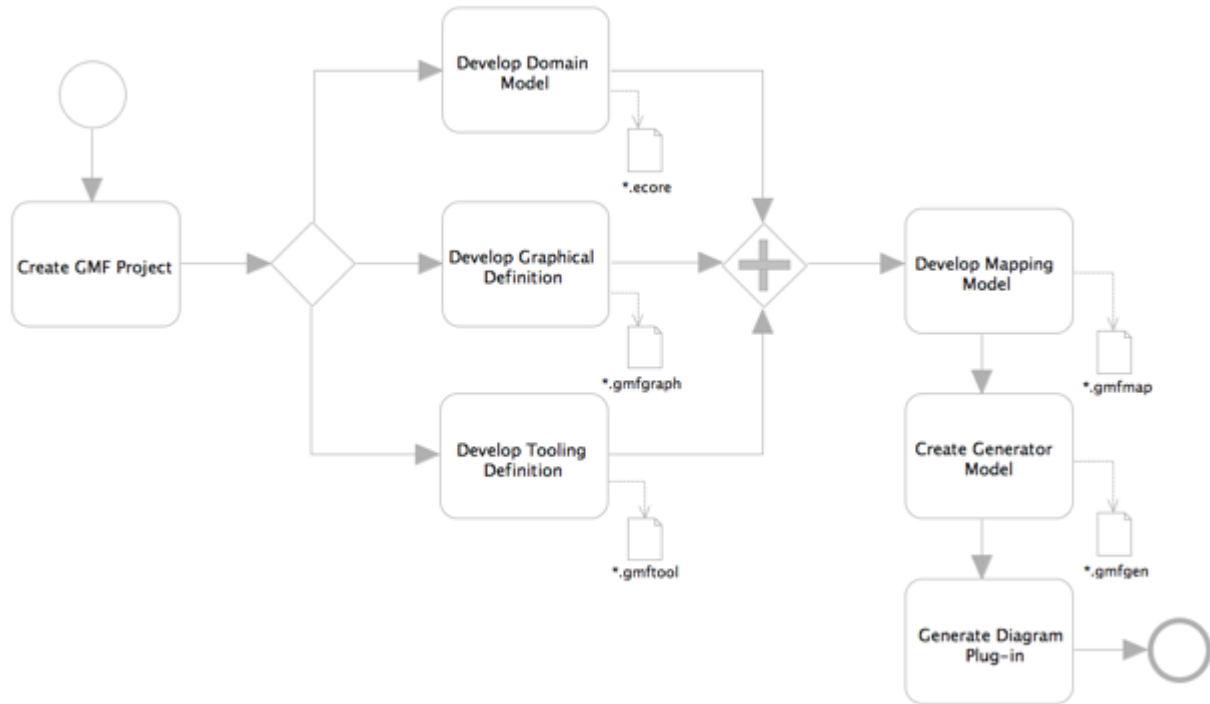 Develop Domain
Model
*.ecore
Create GMF Project
Develop Graphical
Definition
*.gmfgraph
Develop Tooling
Definition
*.gmftool
Develop Mapping
Model
*.gmfmap
Create Generator
Model
*.gmfgen
Generate Diagram
Plug-in